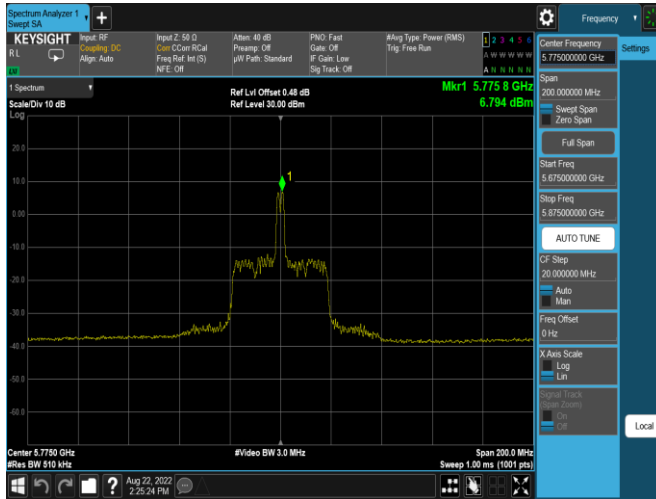 Spectrum Analyzer 1
Swept SA
+
Frequency
KEYSIGHT
R L
LV
Input: RF
Coupling: DC
Align: Auto
Input Z: 50 Ω
Corr CCorr RCal
Freq Ref: Int (S)
NFE: Off
Atten: 40 dB
Preamp: Off
µW Path: Standard
PNO: Fast
Gate: Off
IF Gain: Low
Sig Track: Off
#Avg Type: Power (RMS)
Trig: Free Run
1 2 3 4 5 6
A W W W W W
A N N N N N
1 Spectrum
Scale/Div 10 dB
Log
Ref Lvl Offset 0.48 dB
Ref Level 30.00 dBm
Mkr1 5.775 8 GHz
6.794 dBm
20.0
10.0
0.00
-10.0
-20.0
-30.0
-40.0
-50.0
-60.0
1
Center 5.7750 GHz
#Res BW 510 kHz
#Video BW 3.0 MHz
Span 200.0 MHz
Sweep 1.00 ms (1001 pts)
Aug 22, 2022
2:25:24 PM
?
Center Frequency
5.775000000 GHz
Settings
Span
200.000000 MHz
Swept Span
Zero Span
Full Span
Start Freq
5.675000000 GHz
Stop Freq
5.875000000 GHz
AUTO TUNE
CF Step
20.000000 MHz
Auto
Man
Freq Offset
0 Hz
X Axis Scale
Log
Lin
Signal Track
(Span Zoom)
On
Off
Local